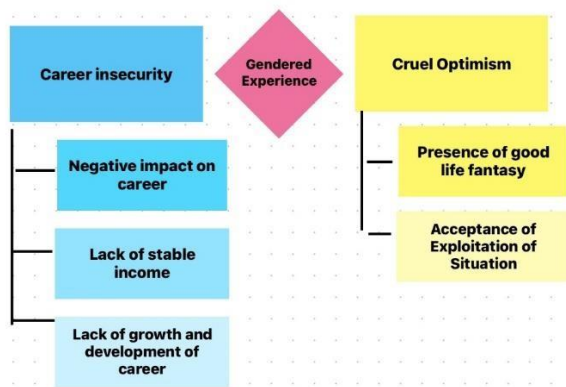 Career insecurity
Gendered
Experience
Cruel Optimism
Negative impact on
career
Presence of good
life fantasy
Lack of stable
income
Acceptance of
Exploitation of
Situation
Lack of growth and
development of
career